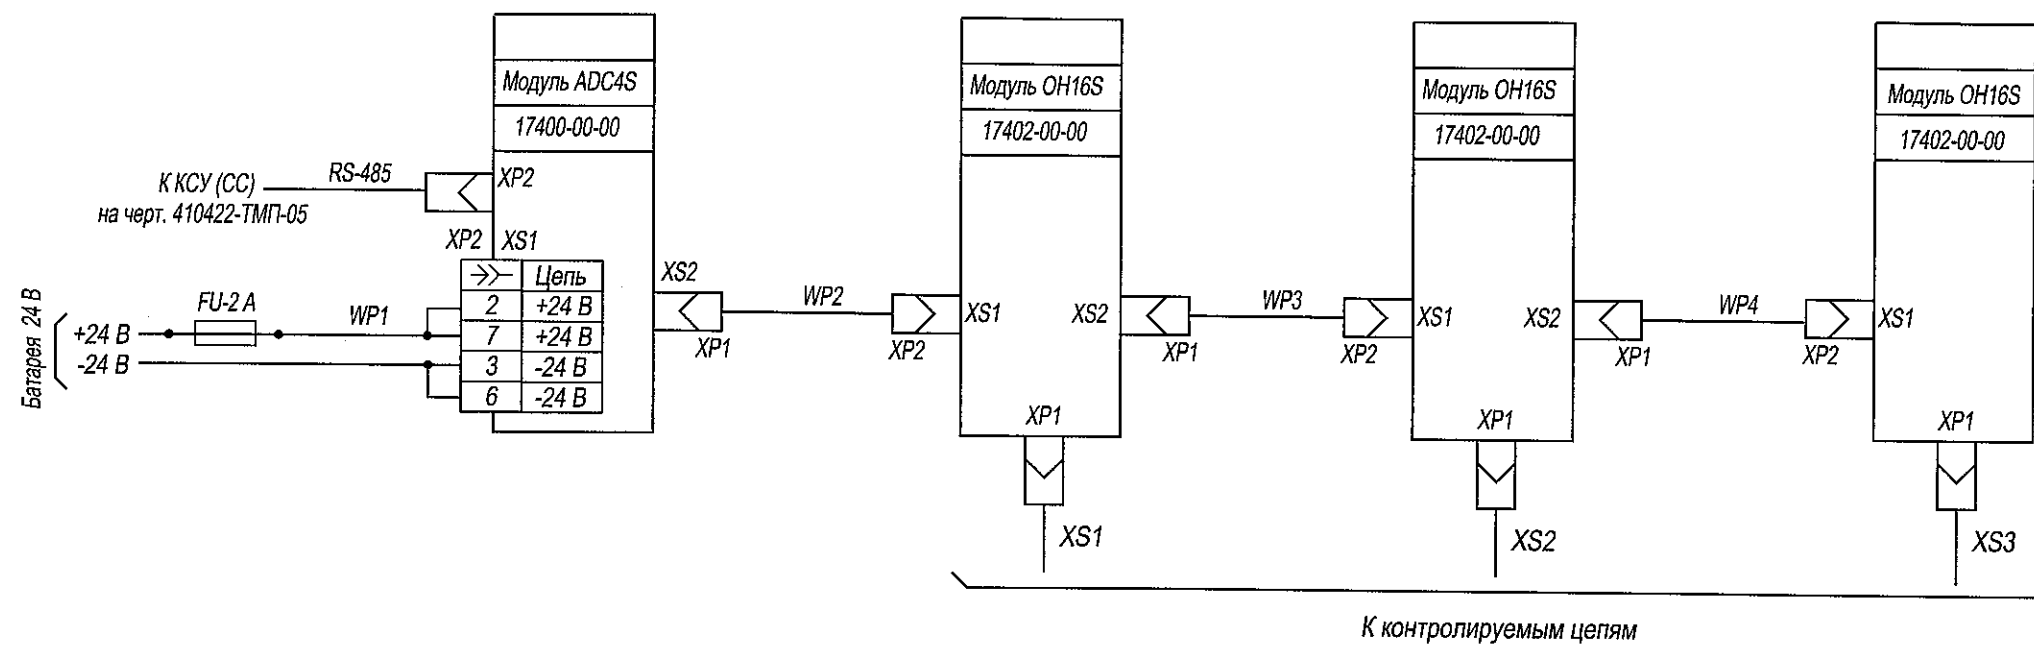 Модуль ADC4S
17400-00-00
К КСУ (СС)
на черт. 410422-ТМП-05
RS-485
XP2
XP2
XS1
Цепь
2
+24 В
7
+24 В
3
-24 В
6
-24 В
Батарея 24 В
+24 В
-24 В
FU-2 А
WP1
XS2
XP1
WP2
XP2
Модуль ОН16S
17402-00-00
XS1
XS2
XP1
XP1
XS1
WP3
XP2
Модуль ОН16S
17402-00-00
XS1
XS2
XP1
XP1
XS2
WP4
XP2
Модуль ОН16S
17402-00-00
XS1
XP1
XS3
К контролируемым цепям